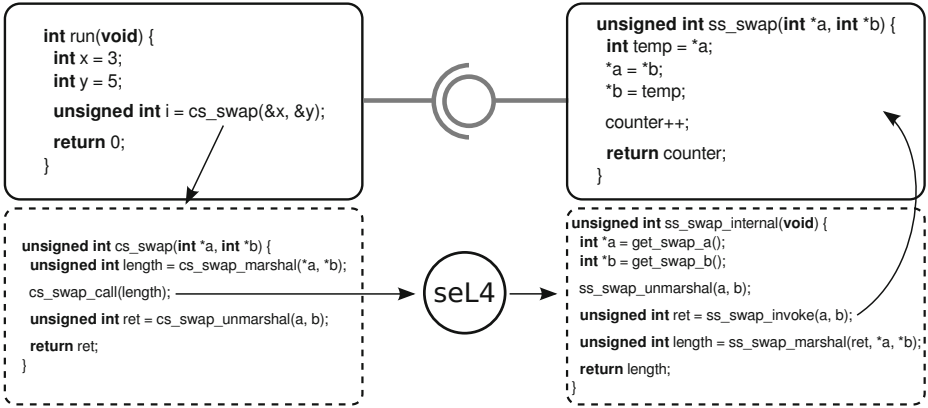 int run(void) {
int x = 3;
int y = 5;
unsigned int i = cs_swap(&x, &y);
return 0;
}
unsigned int ss_swap(int *a, int *b) {
int temp = *a;
*a = *b;
*b = temp;
counter++;
return counter;
}
unsigned int cs_swap(int *a, int *b) {
unsigned int length = cs_swap_marshal(*a, *b);
cs_swap_call(length);
unsigned int ret = cs_swap_unmarshal(a, b);
return ret;
}
seL4
unsigned int ss_swap_internal(void) {
int *a = get_swap_a();
int *b = get_swap_b();
ss_swap_unmarshal(a, b);
unsigned int ret = ss_swap_invoke(a, b);
unsigned int length = ss_swap_marshal(ret, *a, *b);
return length;
}